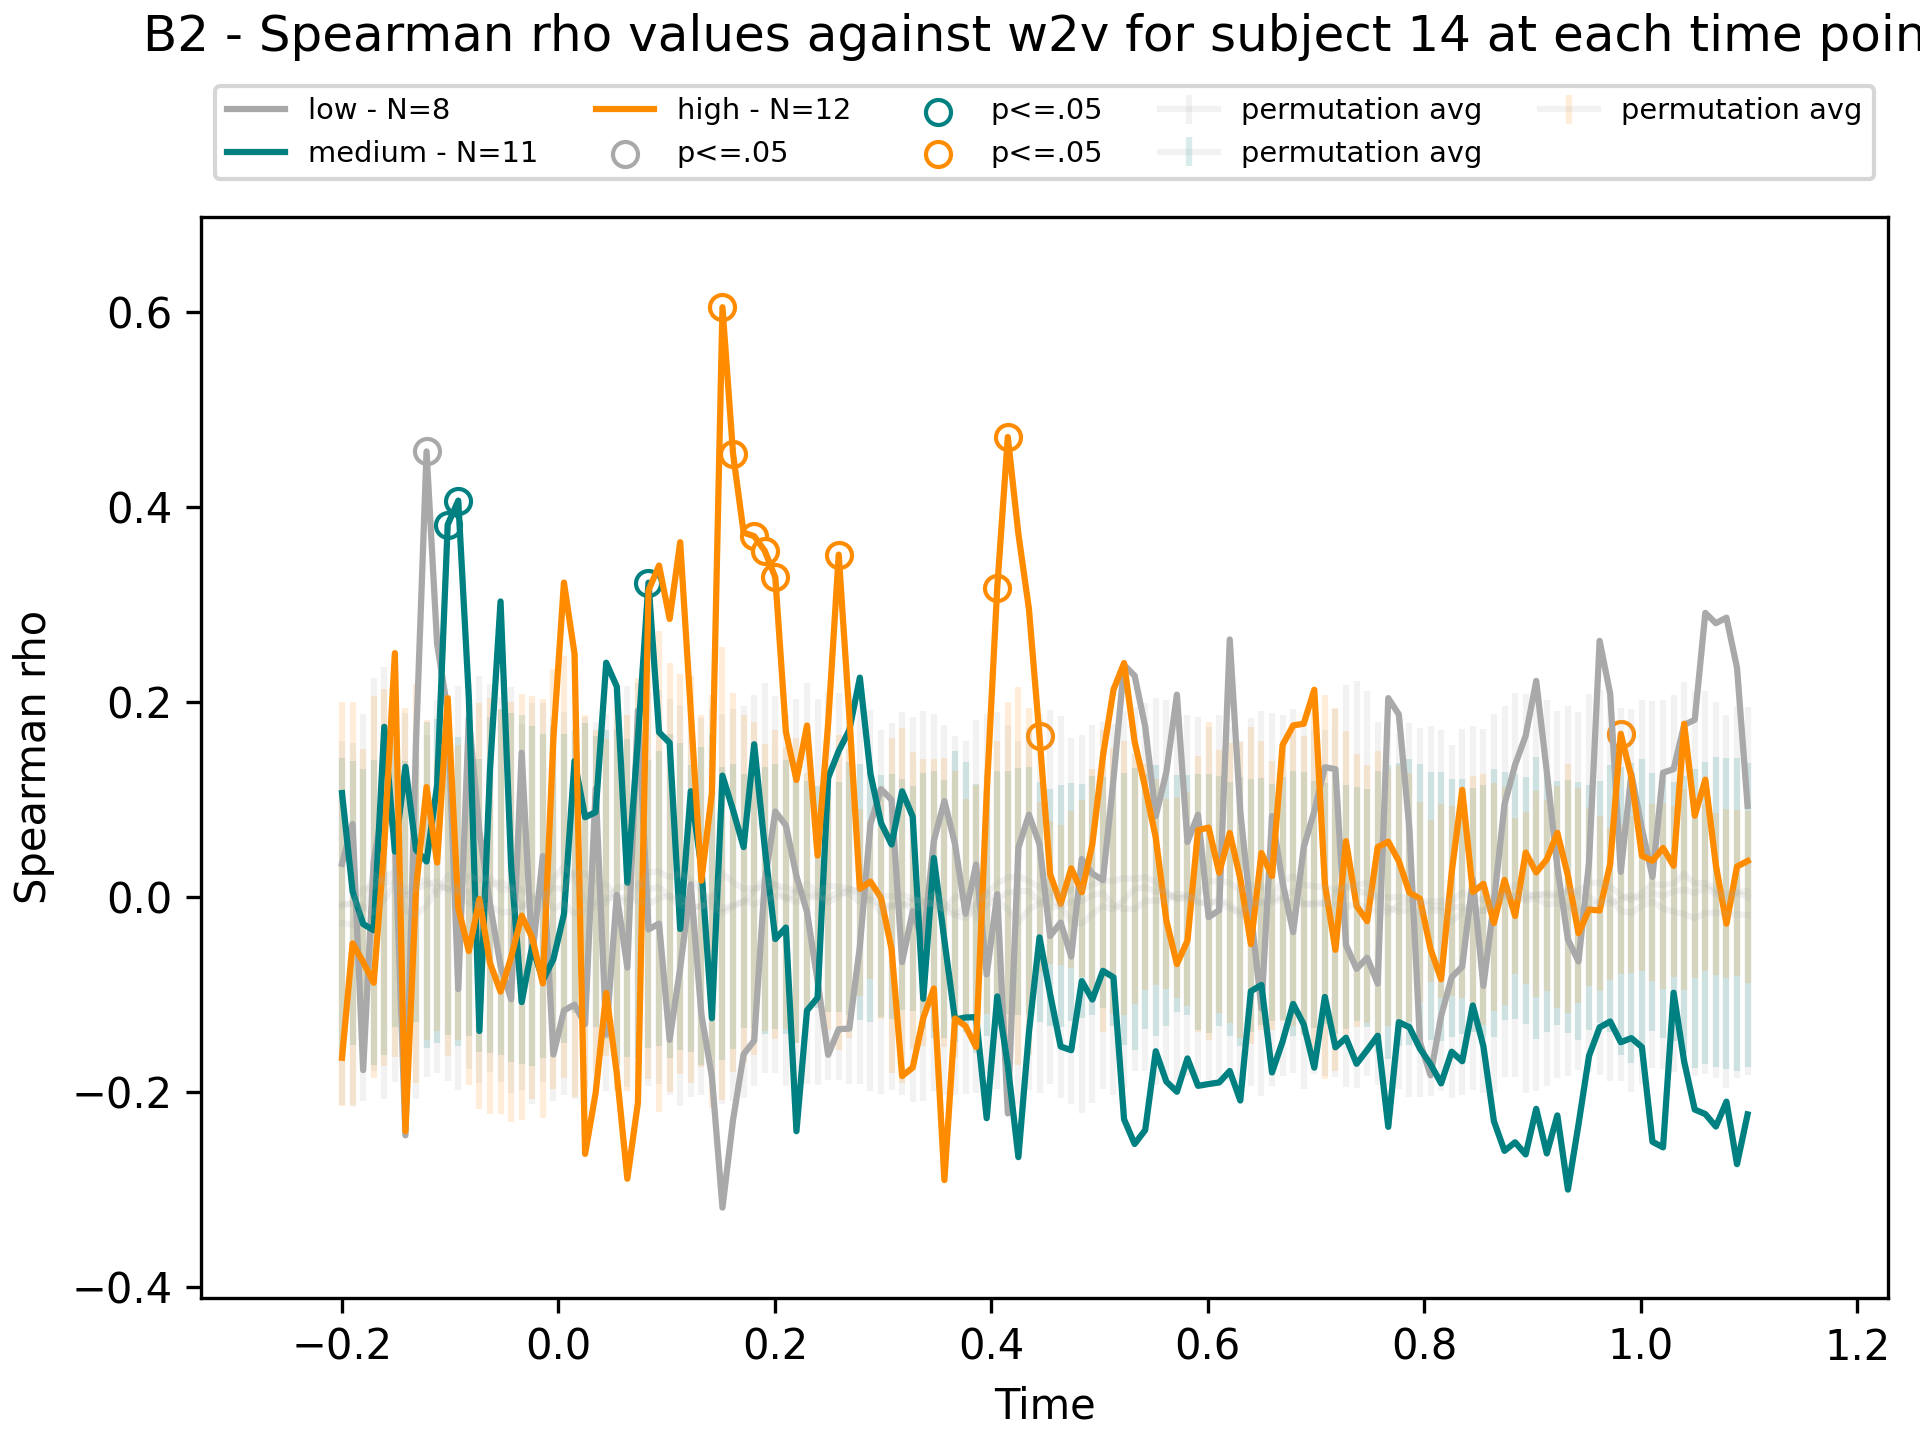 B2 - Spearman rho values against w2v for subject 14 at each time poin
low - N=8
medium - N=11
high - N=12
p<=.05
p<=.05
p<=.05
permutation avg
permutation avg
permutation avg
Spearman rho
0.6
0.4
0.2
0.0
−0.2
−0.4
−0.2 0.0 0.2 0.4 0.6 0.8 1.0 1.2
Time